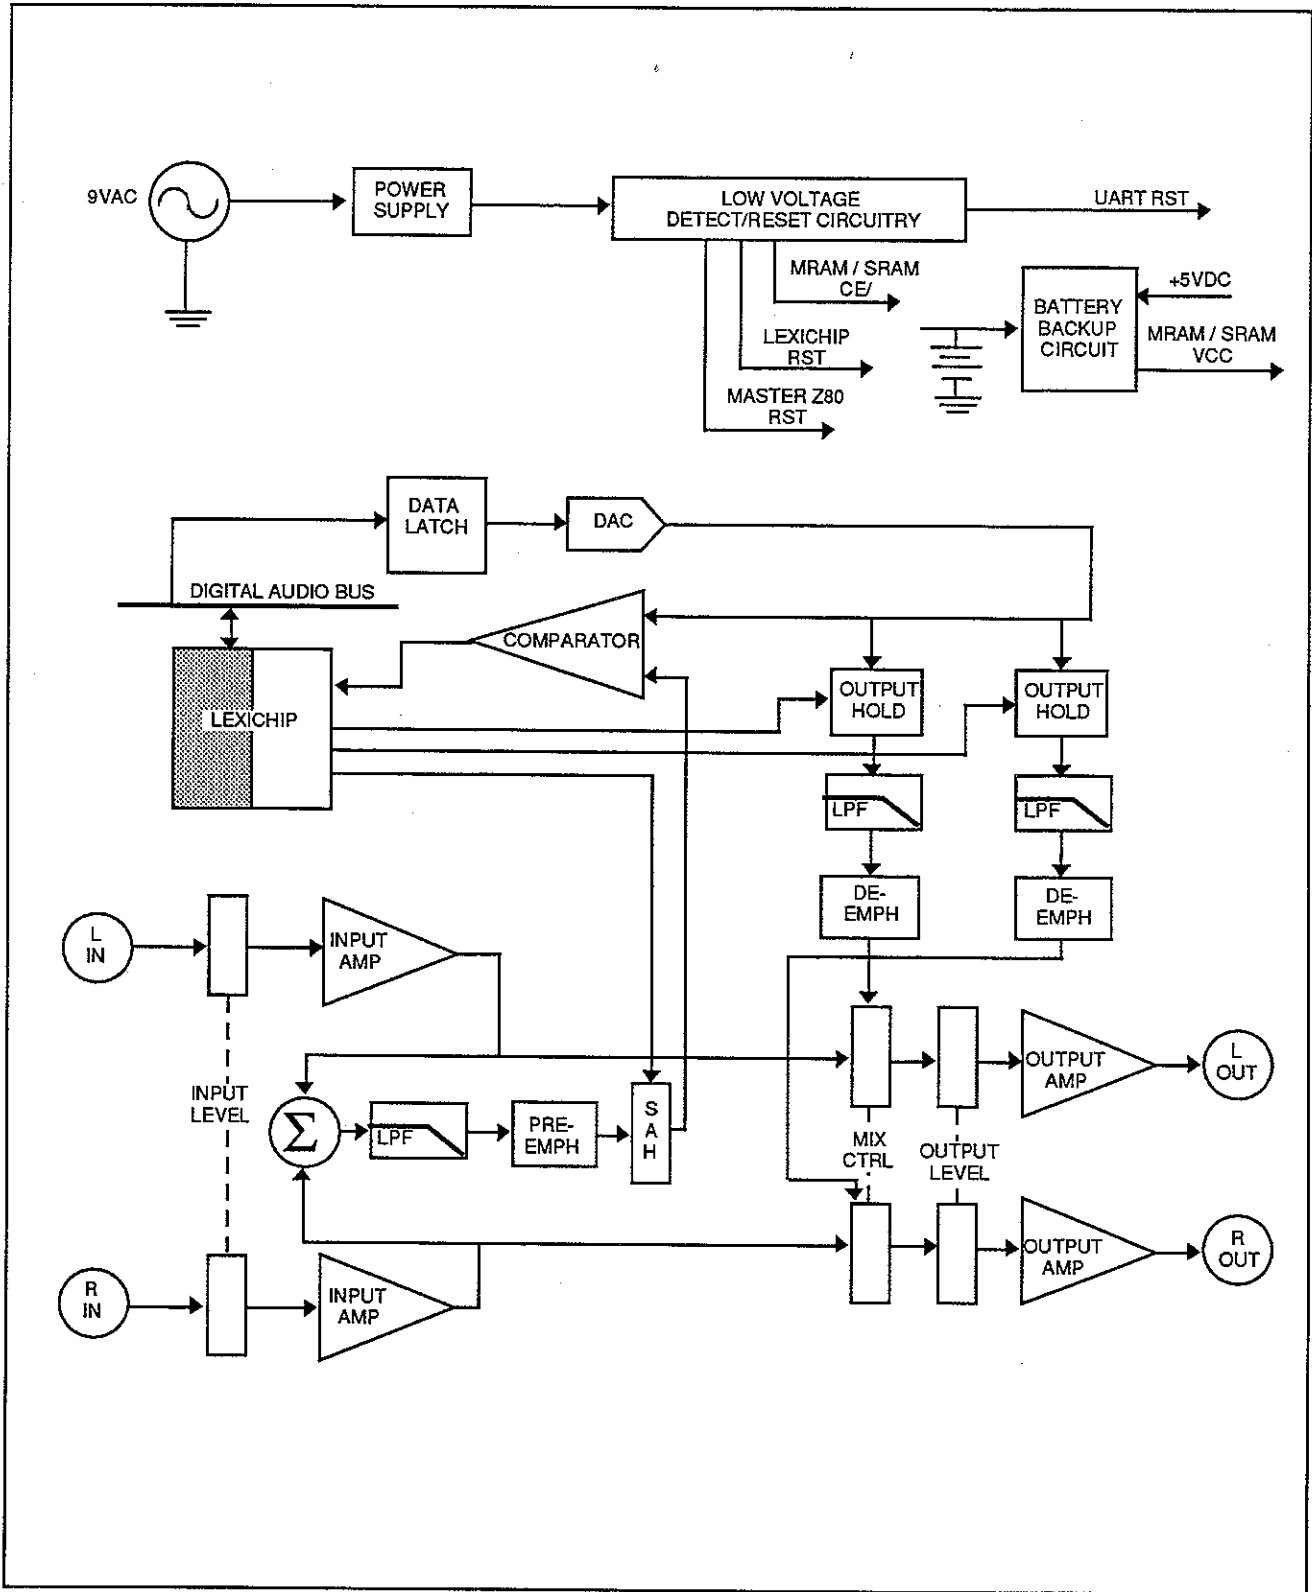 9VAC
POWER
SUPPLY
LOW VOLTAGE
DETECT/RESET CIRCUITRY
UART RST
MRAM / SRAM
CE/
LEXICHIP
RST
MASTER Z80
RST
BATTERY
BACKUP
CIRCUIT
+5VDC
MRAM / SRAM
VCC
DATA
LATCH
DAC
DIGITAL AUDIO BUS
COMPARATOR
LEXICHIP
OUTPUT
HOLD
OUTPUT
HOLD
LPF
LPF
DE-
EMPH
DE-
EMPH
L
IN
INPUT
AMP
INPUT
LEVEL
Σ
LPF
PRE-
EMPH
S
A
H
MIX
CTRL
OUTPUT
LEVEL
OUTPUT
AMP
L
OUT
R
IN
INPUT
AMP
OUTPUT
AMP
R
OUT